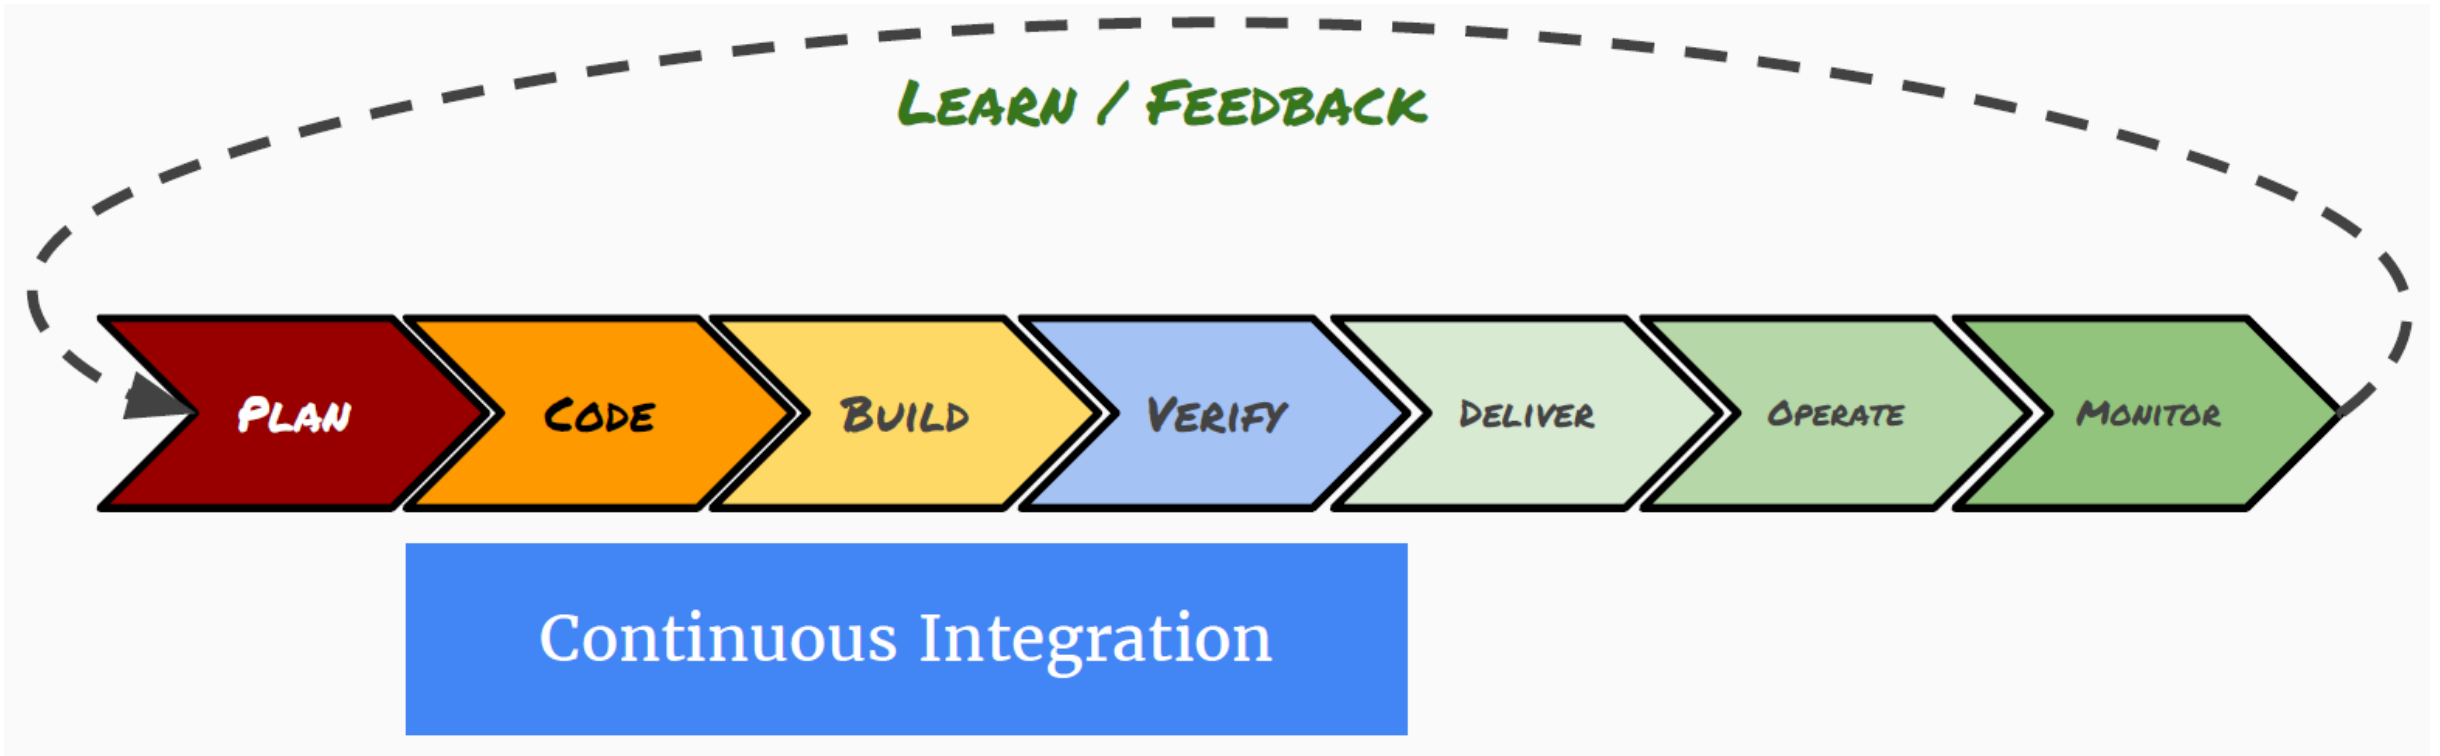 Learn / Feedback
Plan
Code
Build
Verify
Deliver
Operate
Monitor
Continuous Integration